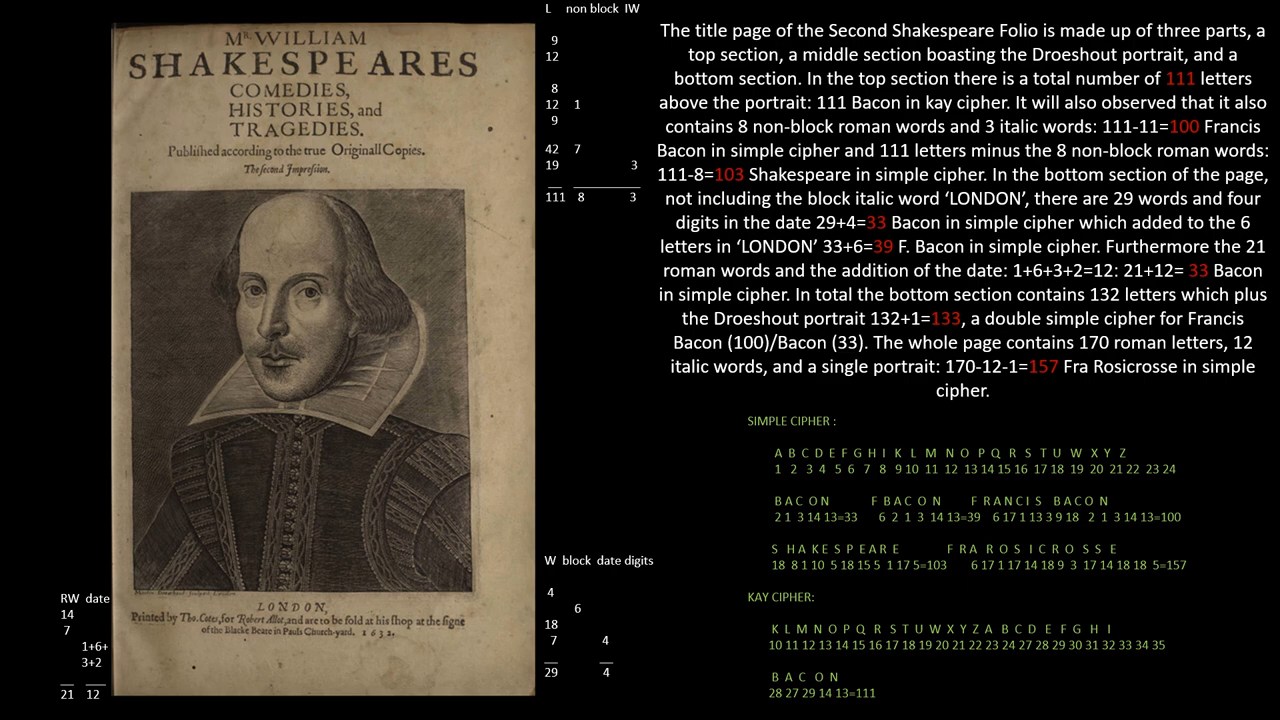 L non block IW
9
12
8
12 1
9
42 7
19 3
111 8 3
Mr. WILLIAM
SHAKESPEARES
COMEDIES,
HISTORIES, and
TRAGEDIES.
Published according to the true Originall Copies.
The second Impression.
LONDON,
Printed by Tho. Cotes, for Robert Allot, and are to be sold at his shop at the signe
of the Blacke Beare in Pauls Church-yard. 1632.
RW date
14
7
1+6+
3+2
21 12
W block date digits
4
6
18
7 4
29 4
The title page of the Second Shakespeare Folio is made up of three parts, a
top section, a middle section boasting the Droeshout portrait, and a
bottom section. In the top section there is a total number of 111 letters
above the portrait: 111 Bacon in kay cipher. It will also observed that it also
contains 8 non-block roman words and 3 italic words: 111-11=100 Francis
Bacon in simple cipher and 111 letters minus the 8 non-block roman words:
111-8=103 Shakespeare in simple cipher. In the bottom section of the page,
not including the block italic word ‘LONDON’, there are 29 words and four
digits in the date 29+4=33 Bacon in simple cipher which added to the 6
letters in ‘LONDON’ 33+6=39 F. Bacon in simple cipher. Furthermore the 21
roman words and the addition of the date: 1+6+3+2=12: 21+12= 33 Bacon
in simple cipher. In total the bottom section contains 132 letters which plus
the Droeshout portrait 132+1=133, a double simple cipher for Francis
Bacon (100)/Bacon (33). The whole page contains 170 roman letters, 12
italic words, and a single portrait: 170-12-1=157 Fra Rosicrosse in simple
cipher.
SIMPLE CIPHER :
A B C D E F G H I K L M N O P Q R S T U W X Y Z
1 2 3 4 5 6 7 8 9 10 11 12 13 14 15 16 17 18 19 20 21 22 23 24
B A C O N F B A C O N F R A N C I S B A C O N
2 1 3 14 13=33 6 2 1 3 14 13=39 6 17 1 13 3 9 18 2 1 3 14 13=100
S H A K E S P E A R E F R A R O S I C R O S S E
18 8 1 10 5 18 15 5 1 17 5=103 6 17 1 17 14 18 9 3 17 14 18 18 5=157
KAY CIPHER:
K L M N O P Q R S T U W X Y Z A B C D E F G H I
10 11 12 13 14 15 16 17 18 19 20 21 22 23 24 27 28 29 30 31 32 33 34 35
B A C O N
28 27 29 14 13=111